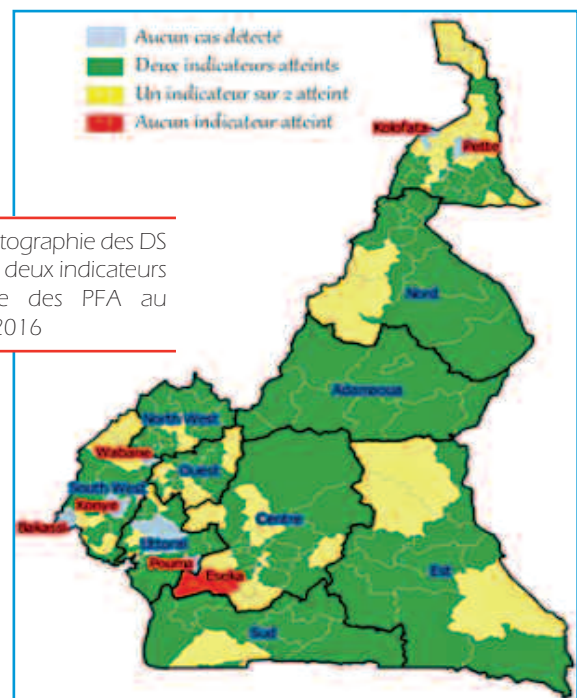 Aucun cas détecté
Deux indicateurs atteints
Un indicateur sur 2 atteint
Aucun indicateur atteint
Kolofata
Pette
tographie des DS
deux indicateurs
e des PFA au
2016
Nord
Adamaoua
North West
Wabane
Ouest
South West
Konye
Bakassi
Littoral
Centre
Pouma
Eseka
Est
Sud